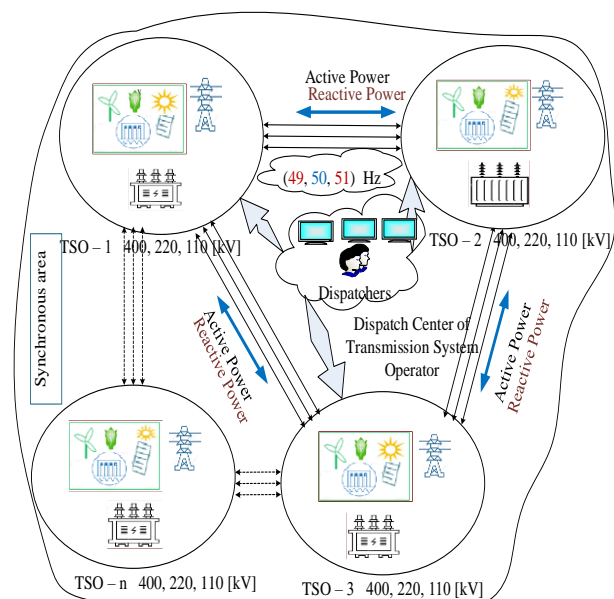 Active Power
Reactive Power
(49, 50, 51) Hz
TSO – 1 400, 220, 110 [kV]
TSO – 2 400, 220, 110 [kV]
Dispatchers
Synchronous area
Dispatch Center of
Transmission System
Operator
Active Power
Reactive Power
Active Power
Reactive Power
TSO – n 400, 220, 110 [kV]
TSO – 3 400, 220, 110 [kV]